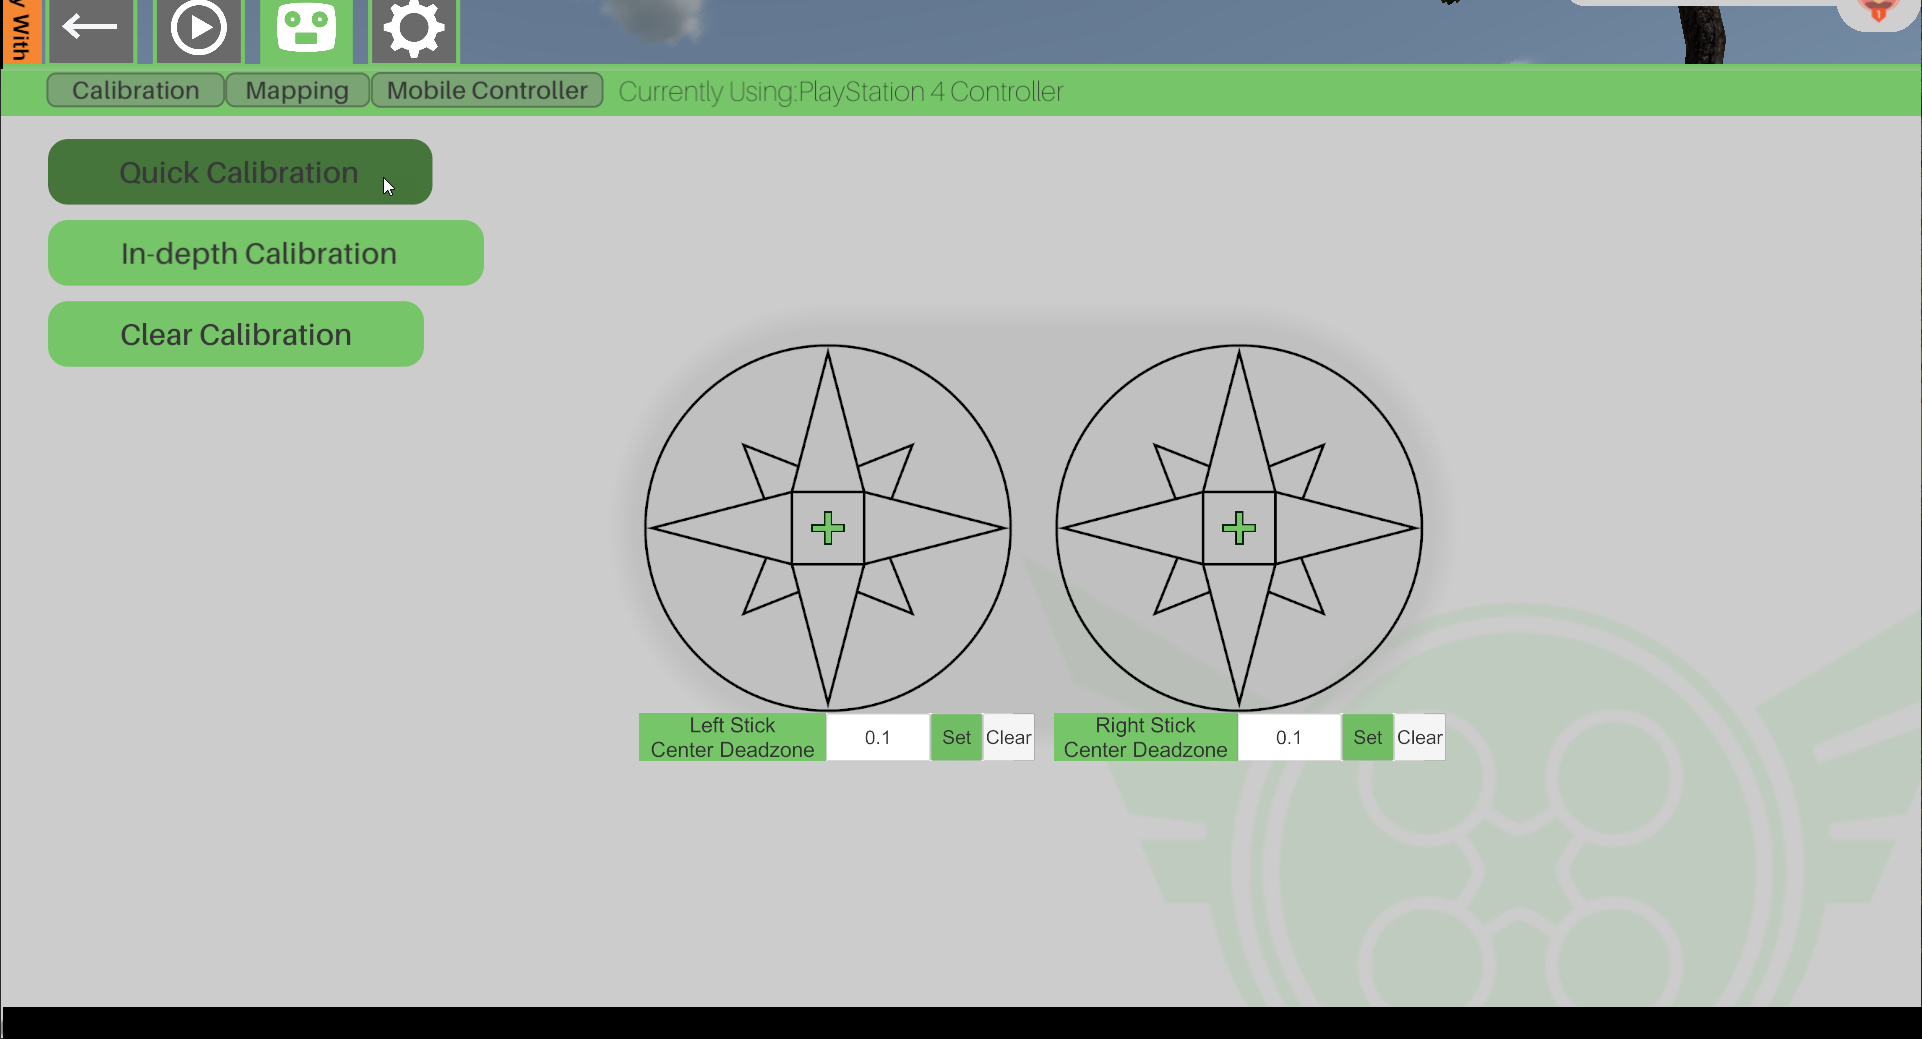 y With
Calibration
Mapping
Mobile Controller
Currently Using:PlayStation 4 Controller
Quick Calibration
In-depth Calibration
Clear Calibration
Left Stick
Center Deadzone
0.1
Set
Clear
Right Stick
Center Deadzone
0.1
Set
Clear